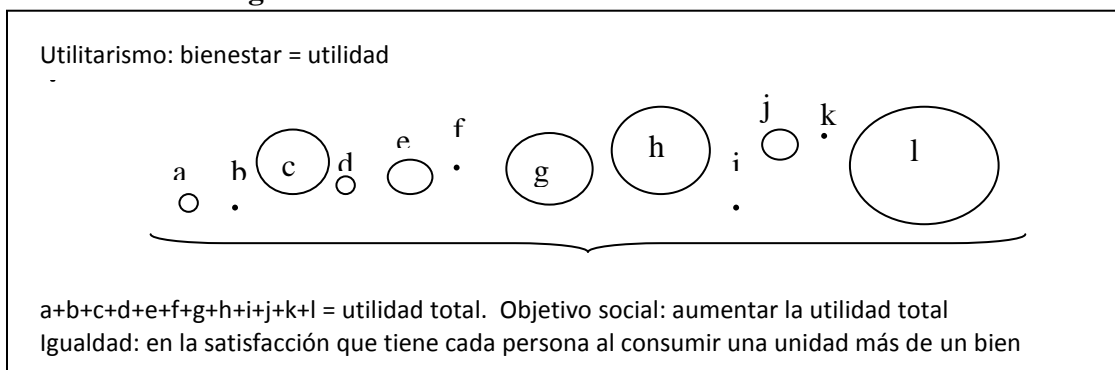 Utilitarismo: bienestar = utilidad
a b c d e f g h i j k l
a+b+c+d+e+f+g+h+i+j+k+l = utilidad total.  Objetivo social: aumentar la utilidad total
Igualdad: en la satisfacción que tiene cada persona al consumir una unidad más de un bien